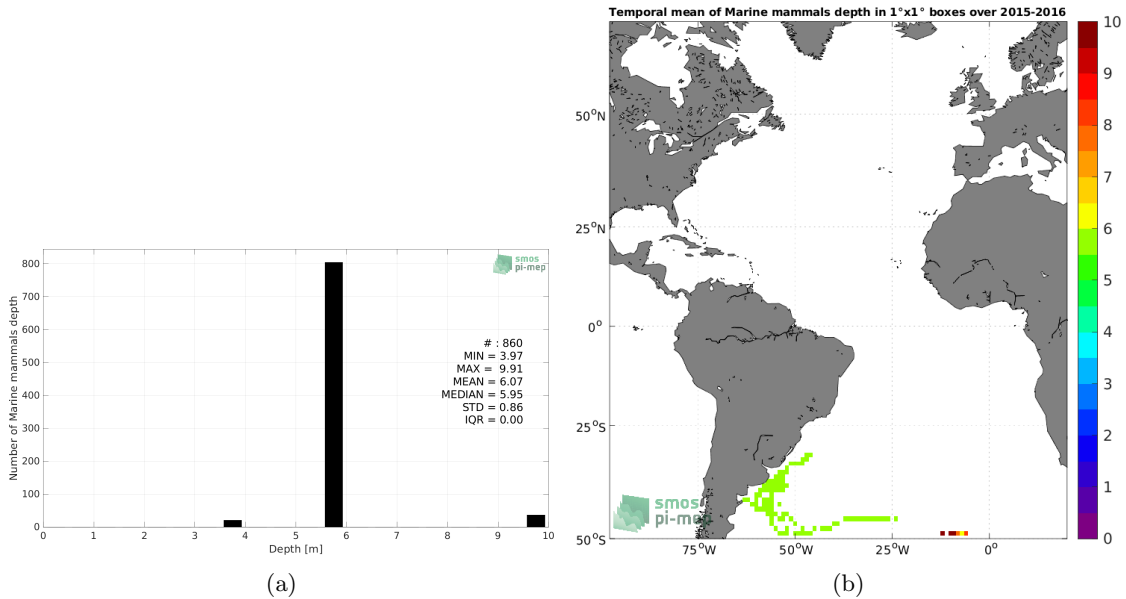 Temporal mean of Marine mammals depth in 1°x1° boxes over 2015-2016
Number of Marine mammals depth
800
700
600
500
400
300
200
100
0
0 1 2 3 4 5 6 7 8 9 10
Depth [m]
smos
pi-mep
# : 860
MIN = 3.97
MAX = 9.91
MEAN = 6.07
MEDIAN = 5.95
STD = 0.86
IQR = 0.00
(a)
50°N
25°N
0°
25°S
50°S
75°W 50°W 25°W 0°
smos
pi-mep
10
9
8
7
6
5
4
3
2
1
0
(b)